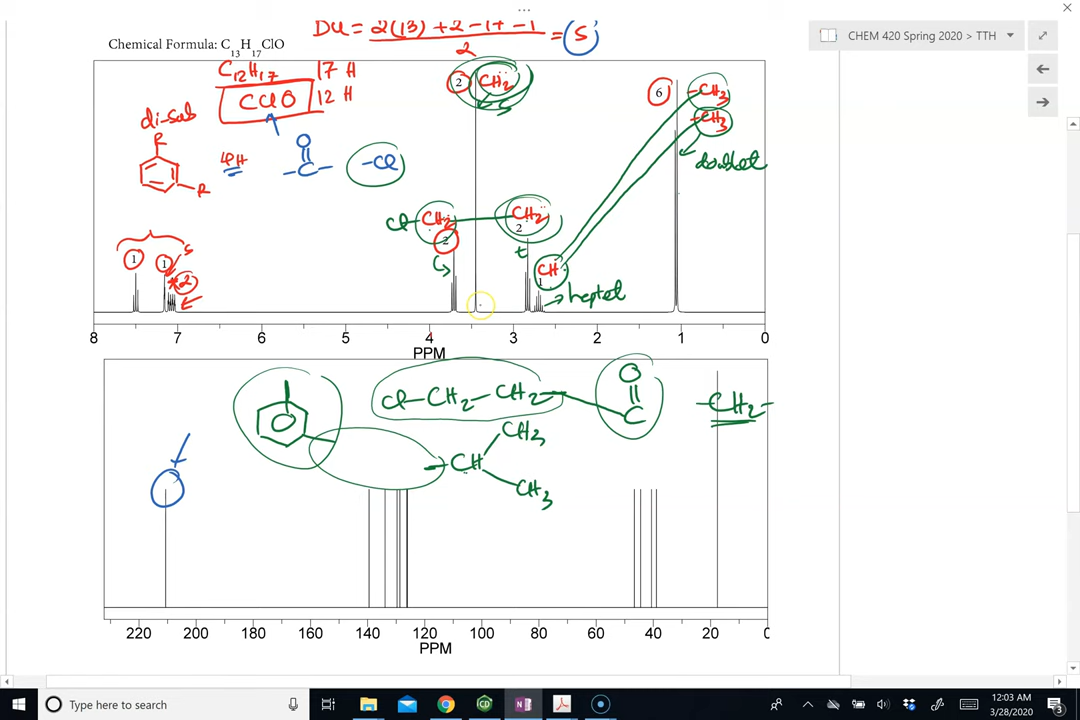 DU = 2(13) + 2 - 1 + -1 = 5
2
Chemical Formula: C13H17ClO
CHEM 420 Spring 2020 > TTH
C12H17 17 H
CClO 12 H
di-sub
R
R
4H
O
-C-
-Cl
2 CH2
6 -CH3
-CH3
doublet
Cl-CH2 CH2
2 2
t
CH
1
heptet
1 1 s
2
8 7 6 5 4 3 2 1 0
PPM
Cl-CH2-CH2
O
C
-CH2-
CH3
-CH
CH3
220 200 180 160 140 120 100 80 60 40 20 0
PPM
Type here to search
12:03 AM
3/28/2020
3